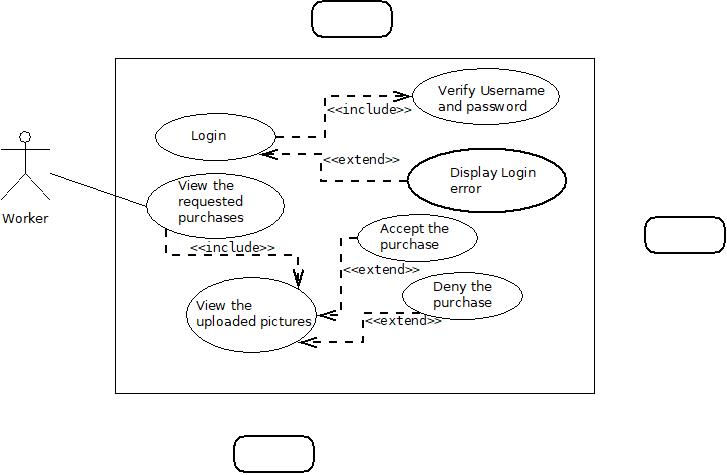 Verify Username
and password
<<include>>
Login
<<extend>>
Display Login
error
Worker
View the
requested
purchases
Accept the
purchase
<<include>>
<<extend>>
Deny the
purchase
View the
uploaded pictures
<<extend>>